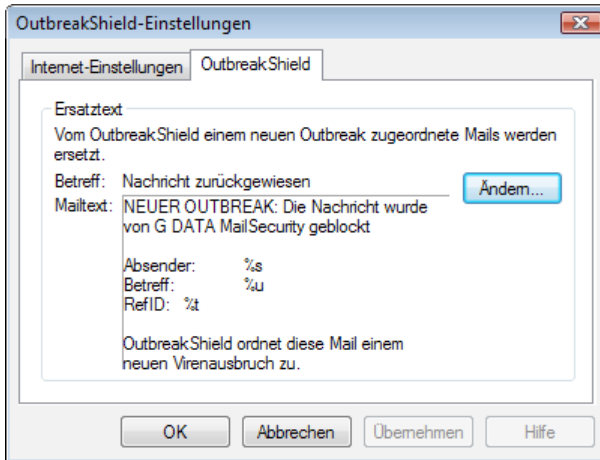 OutbreakShield-Einstellungen
Internet-Einstellungen OutbreakShield
Ersatztext
Vom OutbreakShield einem neuen Outbreak zugeordnete Mails werden
ersetzt.
Betreff: Nachricht zurückgewiesen Ändern...
Mailtext: NEUER OUTBREAK: Die Nachricht wurde
von G DATA MailSecurity geblockt
Absender: %s
Betreff: %u
RefID: %t
OutbreakShield ordnet diese Mail einem
neuen Virenausbruch zu.
OK Abbrechen Übernehmen Hilfe